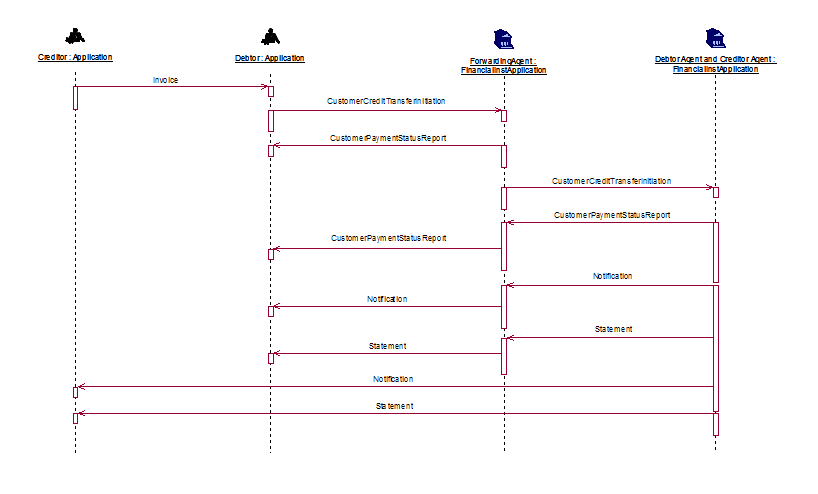 Creditor : Application
Debtor : Application
ForwardingAgent :
FinancialInstApplication
Debtor Agent and Creditor Agent :
FinancialInstApplication
Invoice
CustomerCreditTransferInitiation
CustomerPaymentStatusReport
CustomerCreditTransferInitiation
CustomerPaymentStatusReport
CustomerPaymentStatusReport
Notification
Notification
Statement
Statement
Notification
Statement